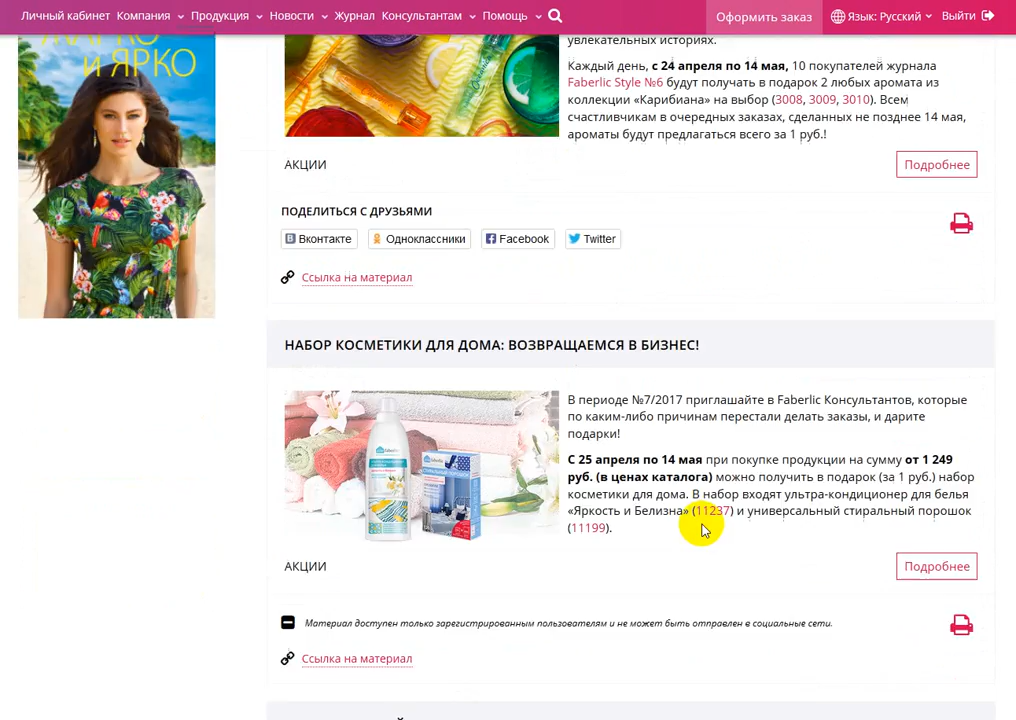 Личный кабинет Компания Продукция Новости Журнал Консультантам Помощь Оформить заказ Язык: Русский Выйти
и ЯРКО
увлекательных историях.
Каждый день, с 24 апреля по 14 мая, 10 покупателей журнала
Faberlic Style №6 будут получать в подарок 2 любых аромата из
коллекции «Карибиана» на выбор (3008, 3009, 3010). Всем
счастливчикам в очередных заказах, сделанных не позднее 14 мая,
ароматы будут предлагаться всего за 1 руб.!
АКЦИИ
Подробнее
ПОДЕЛИТЬСЯ С ДРУЗЬЯМИ
Вконтакте Одноклассники Facebook Twitter
Ссылка на материал
НАБОР КОСМЕТИКИ ДЛЯ ДОМА: ВОЗВРАЩАЕМСЯ В БИЗНЕС!
В периоде №7/2017 приглашайте в Faberlic Консультантов, которые
по каким-либо причинам перестали делать заказы, и дарите
подарки!
С 25 апреля по 14 мая при покупке продукции на сумму от 1 249
руб. (в ценах каталога) можно получить в подарок (за 1 руб.) набор
косметики для дома. В набор входят ультра-кондиционер для белья
«Яркость и Белизна» (11237) и универсальный стиральный порошок
(11199).
АКЦИИ
Подробнее
Материал доступен только зарегистрированным пользователям и не может быть отправлен в социальные сети.
Ссылка на материал